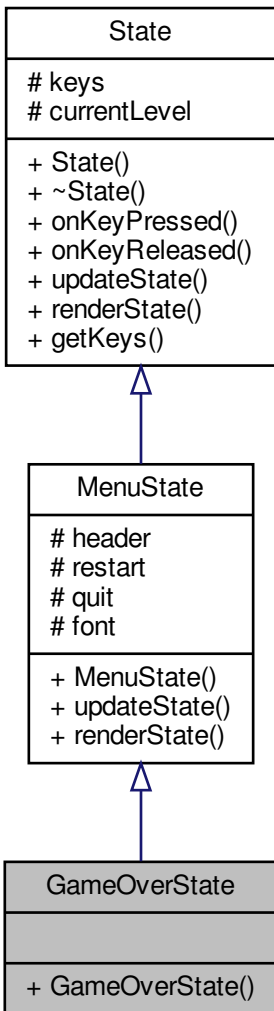 State
# keys
# currentLevel
+ State()
+ ~State()
+ onKeyPressed()
+ onKeyReleased()
+ updateState()
+ renderState()
+ getKeys()
MenuState
# header
# restart
# quit
# font
+ MenuState()
+ updateState()
+ renderState()
GameOverState
+ GameOverState()